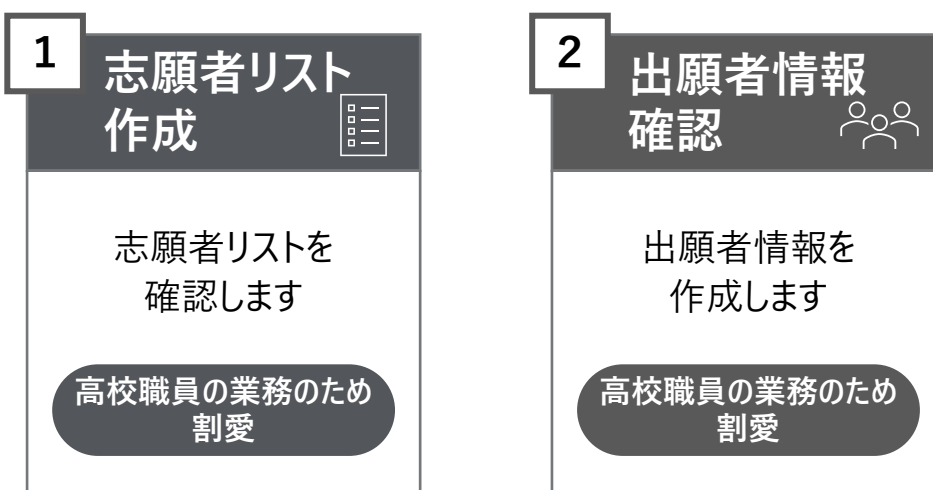 1
志願者リスト
作成
志願者リストを
確認します
高校職員の業務のため
割愛
2
出願者情報
確認
出願者情報を
作成します
高校職員の業務のため
割愛